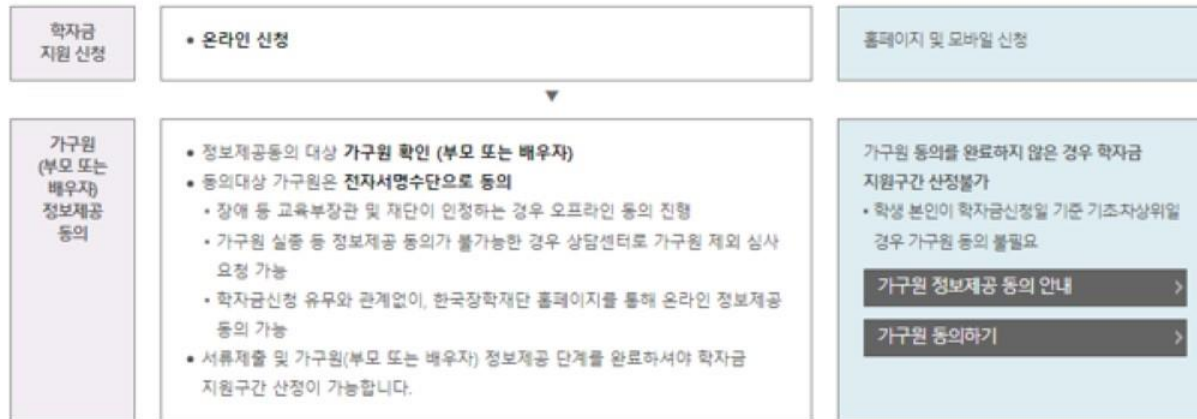 학자금
지원 신청
• 온라인 신청
홈페이지 및 모바일 신청
▼
가구원
(부모 또는
배우자)
정보제공
동의
• 정보제공동의 대상 가구원 확인 (부모 또는 배우자)
• 동의대상 가구원은 전자서명수단으로 동의
• 장애 등 교육부장관 및 재단이 인정하는 경우 오프라인 동의 진행
• 가구원 실종 등 정보제공 동의가 불가능한 경우 상담센터로 가구원 제외 심사
요청 가능
• 학자금신청 유무와 관계없이, 한국장학재단 홈페이지를 통해 온라인 정보제공
동의 가능
• 서류제출 및 가구원(부모 또는 배우자) 정보제공 단계를 완료하셔야 학자금
지원구간 산정이 가능합니다.
가구원 동의를 완료하지 않은 경우 학자금
지원구간 산정불가
• 학생 본인이 학자금신청일 기준 기초차상위일
경우 가구원 동의 불필요
가구원 정보제공 동의 안내 >
가구원 동의하기 >